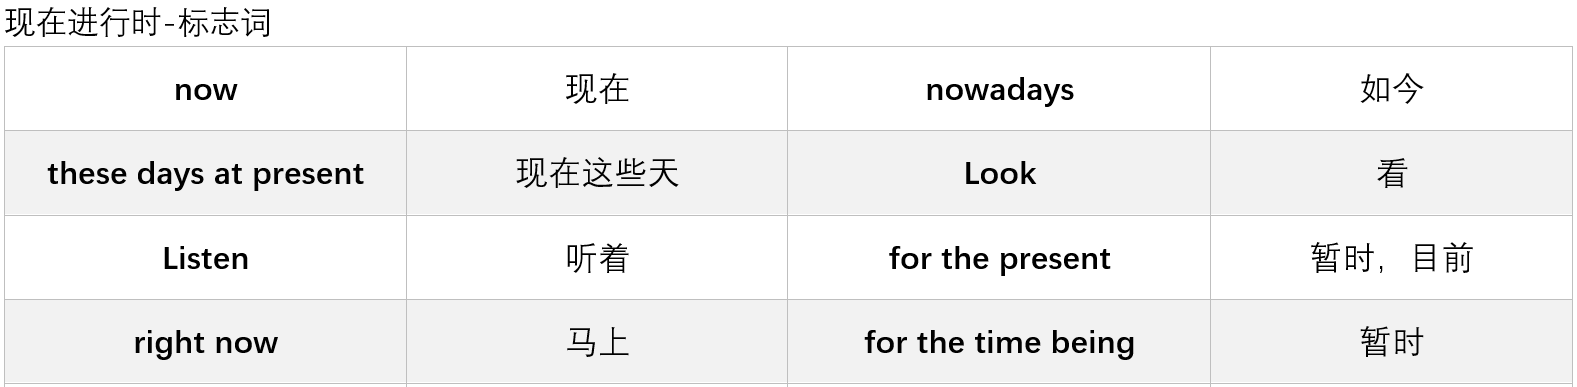 现在进行时-标志词
now 现在 nowadays 如今
these days at present 现在这些天 Look 看
Listen 听着 for the present 暂时，目前
right now 马上 for the time being 暂时